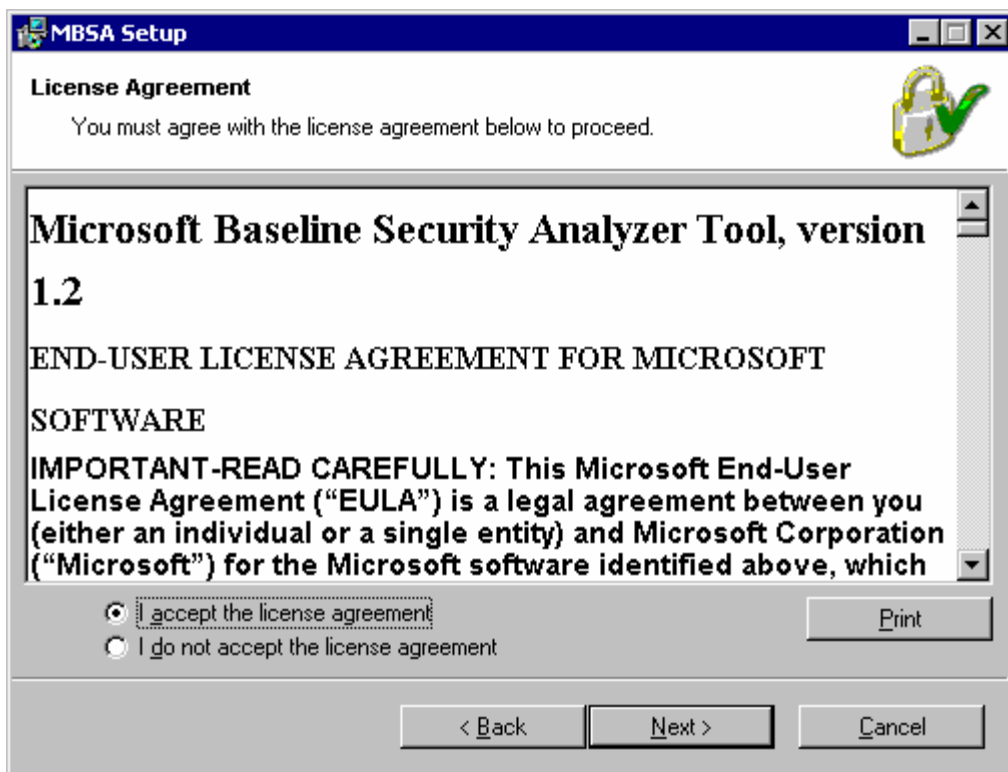 MBSA Setup
License Agreement
You must agree with the license agreement below to proceed.
Microsoft Baseline Security Analyzer Tool, version
1.2
END-USER LICENSE AGREEMENT FOR MICROSOFT
SOFTWARE
IMPORTANT-READ CAREFULLY: This Microsoft End-User
License Agreement (“EULA”) is a legal agreement between you
(either an individual or a single entity) and Microsoft Corporation
(“Microsoft”) for the Microsoft software identified above, which
I accept the license agreement
I do not accept the license agreement
Print
< Back
Next >
Cancel